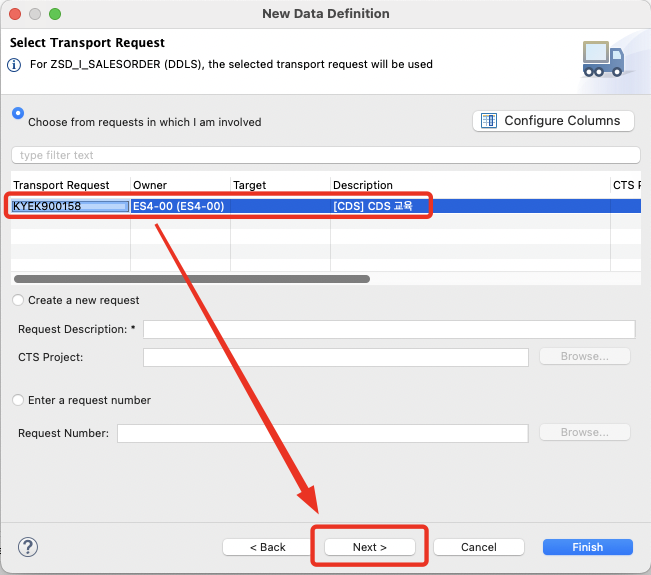 New Data Definition
Select Transport Request
For ZSD_I_SALESORDER (DDLS), the selected transport request will be used
Choose from requests in which I am involved
Configure Columns
type filter text
Transport Request Owner Target Description CTS P
KYEK900158 ES4-00 (ES4-00) [CDS] CDS 교육
Create a new request
Request Description: *
CTS Project: Browse...
Enter a request number
Request Number: Browse...
? < Back Next > Cancel Finish